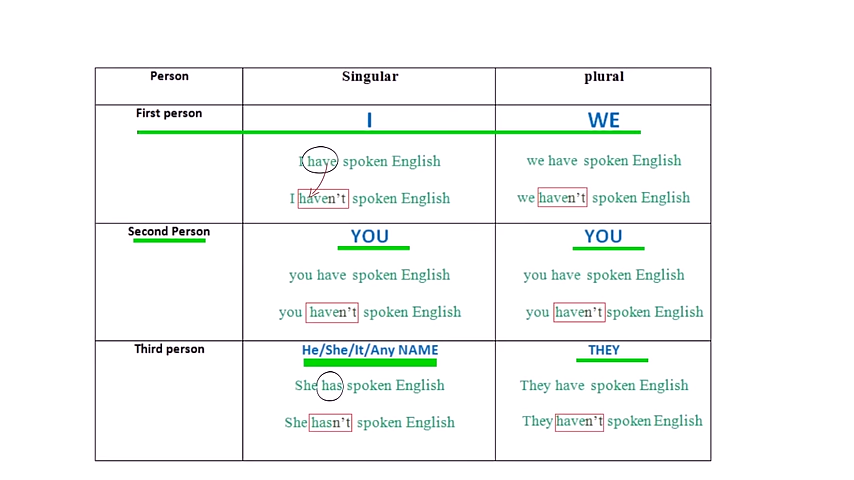 Person Singular plural
First person I WE
I have spoken English we have spoken English
I haven't spoken English we haven't spoken English
Second Person YOU YOU
you have spoken English you have spoken English
you haven't spoken English you haven't spoken English
Third person He/She/It/Any NAME THEY
She has spoken English They have spoken English
She hasn't spoken English They haven't spoken English